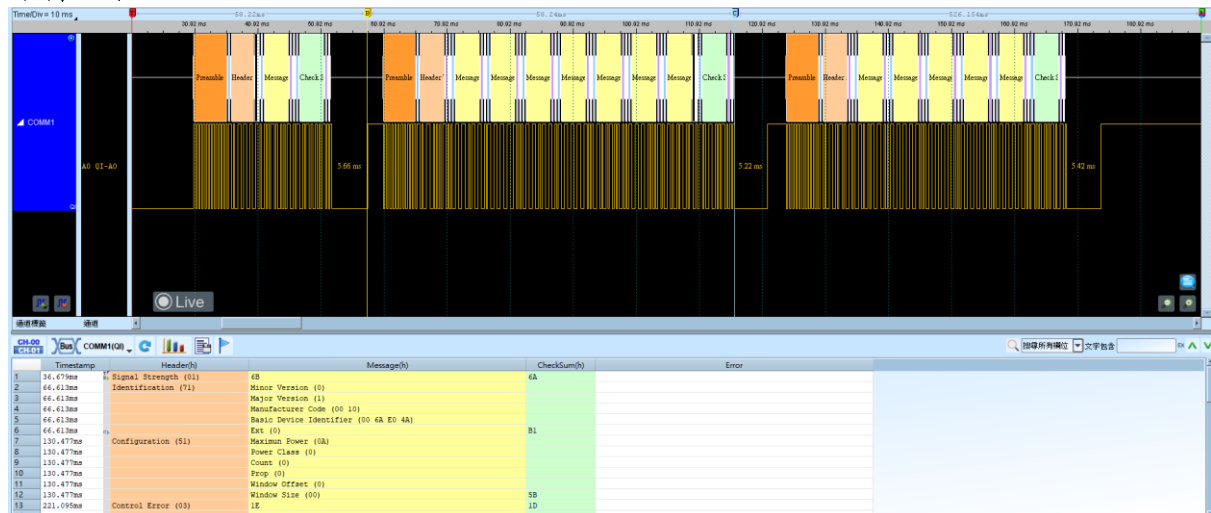 Time/Div = 10 ms
58.22ms 58.24ms 526.154ms
30.92 ms 40.92 ms 50.92 ms 60.92 ms 70.92 ms 80.92 ms 90.92 ms 100.92 ms 110.92 ms 120.92 ms 130.92 ms 140.92 ms 150.92 ms 160.92 ms 170.92 ms 180.92 ms
Preamble Header Message Check S Preamble Header Message Message Message Message Message Message Message Check S Preamble Header Message Message Message Message Message Check S
COMM1
A0 QI-A0
5.66 ms 5.22 ms 5.42 ms
Live
通道標籤 通道
CH-00
CH-01
Bus COMM1(QI) 搜尋所有欄位 文字包含
Timestamp Header(h) Message(h) CheckSum(h) Error
1 36.679ms Signal Strength (01) 6B 6A
2 66.613ms Identification (71) Minor Version (0)
3 66.613ms Major Version (1)
4 66.613ms Manufacturer Code (00 10)
5 66.613ms Basic Device Identifier (00 6A E0 4A)
6 66.613ms Ext (0) B1
7 130.477ms Configuration (51) Maximun Power (0A)
8 130.477ms Power Class (0)
9 130.477ms Count (0)
10 130.477ms Prop (0)
11 130.477ms Window Offset (0)
12 130.477ms Window Size (00) 5B
13 221.095ms Control Error (03) 1E 1D